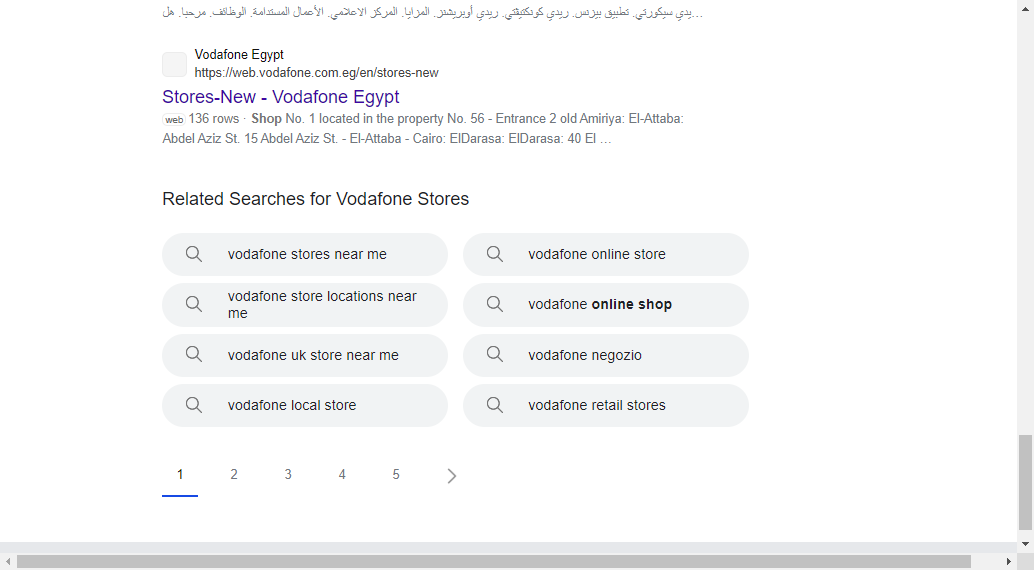 ...يدي سيكورتي. تطبيق بيزنس. ريدي كونكتيڤتي. ريدي أوبريشنز. المزايا. المركز الاعلامي. الأعمال المستدامة. الوظائف. مرحبا. هل
Vodafone Egypt
https://web.vodafone.com.eg/en/stores-new
Stores-New - Vodafone Egypt
web 136 rows · Shop No. 1 located in the property No. 56 - Entrance 2 old Amiriya: El-Attaba:
Abdel Aziz St. 15 Abdel Aziz St. - El-Attaba - Cairo: ElDarasa: ElDarasa: 40 El ...
Related Searches for Vodafone Stores
vodafone stores near me
vodafone online store
vodafone store locations near
me
vodafone online shop
vodafone uk store near me
vodafone negozio
vodafone local store
vodafone retail stores
1 2 3 4 5